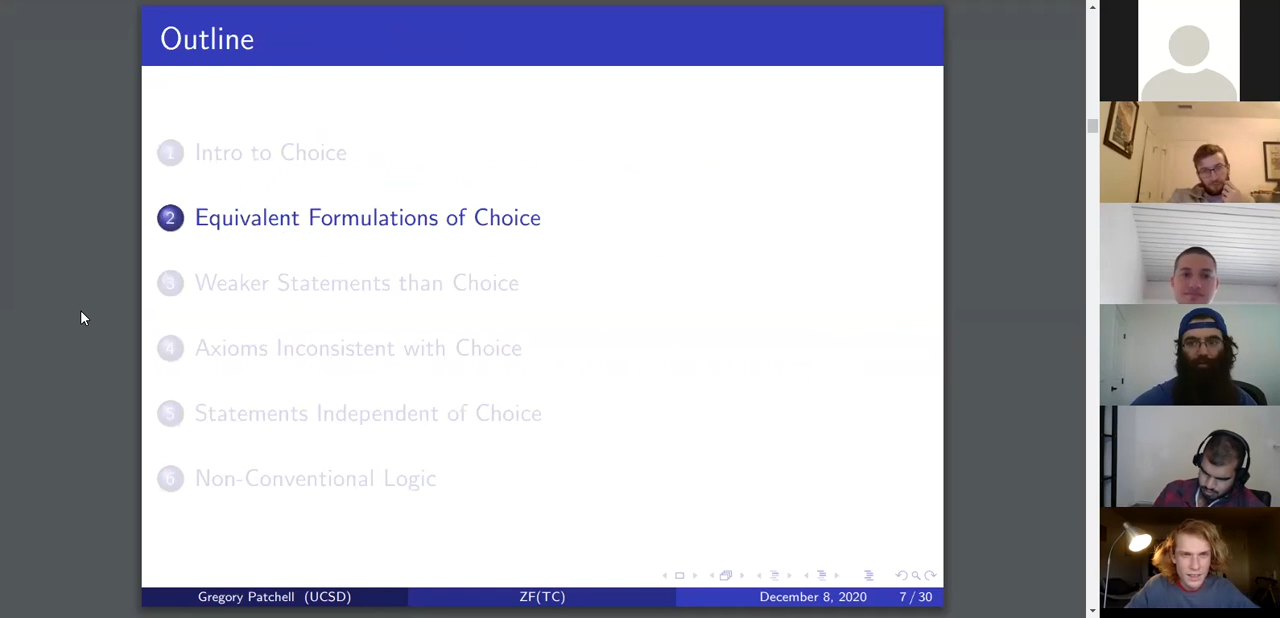 Outline
1 Intro to Choice
2 Equivalent Formulations of Choice
3 Weaker Statements than Choice
4 Axioms Inconsistent with Choice
5 Statements Independent of Choice
6 Non-Conventional Logic
Gregory Patchell (UCSD) ZF(TC) December 8, 2020 7 / 30